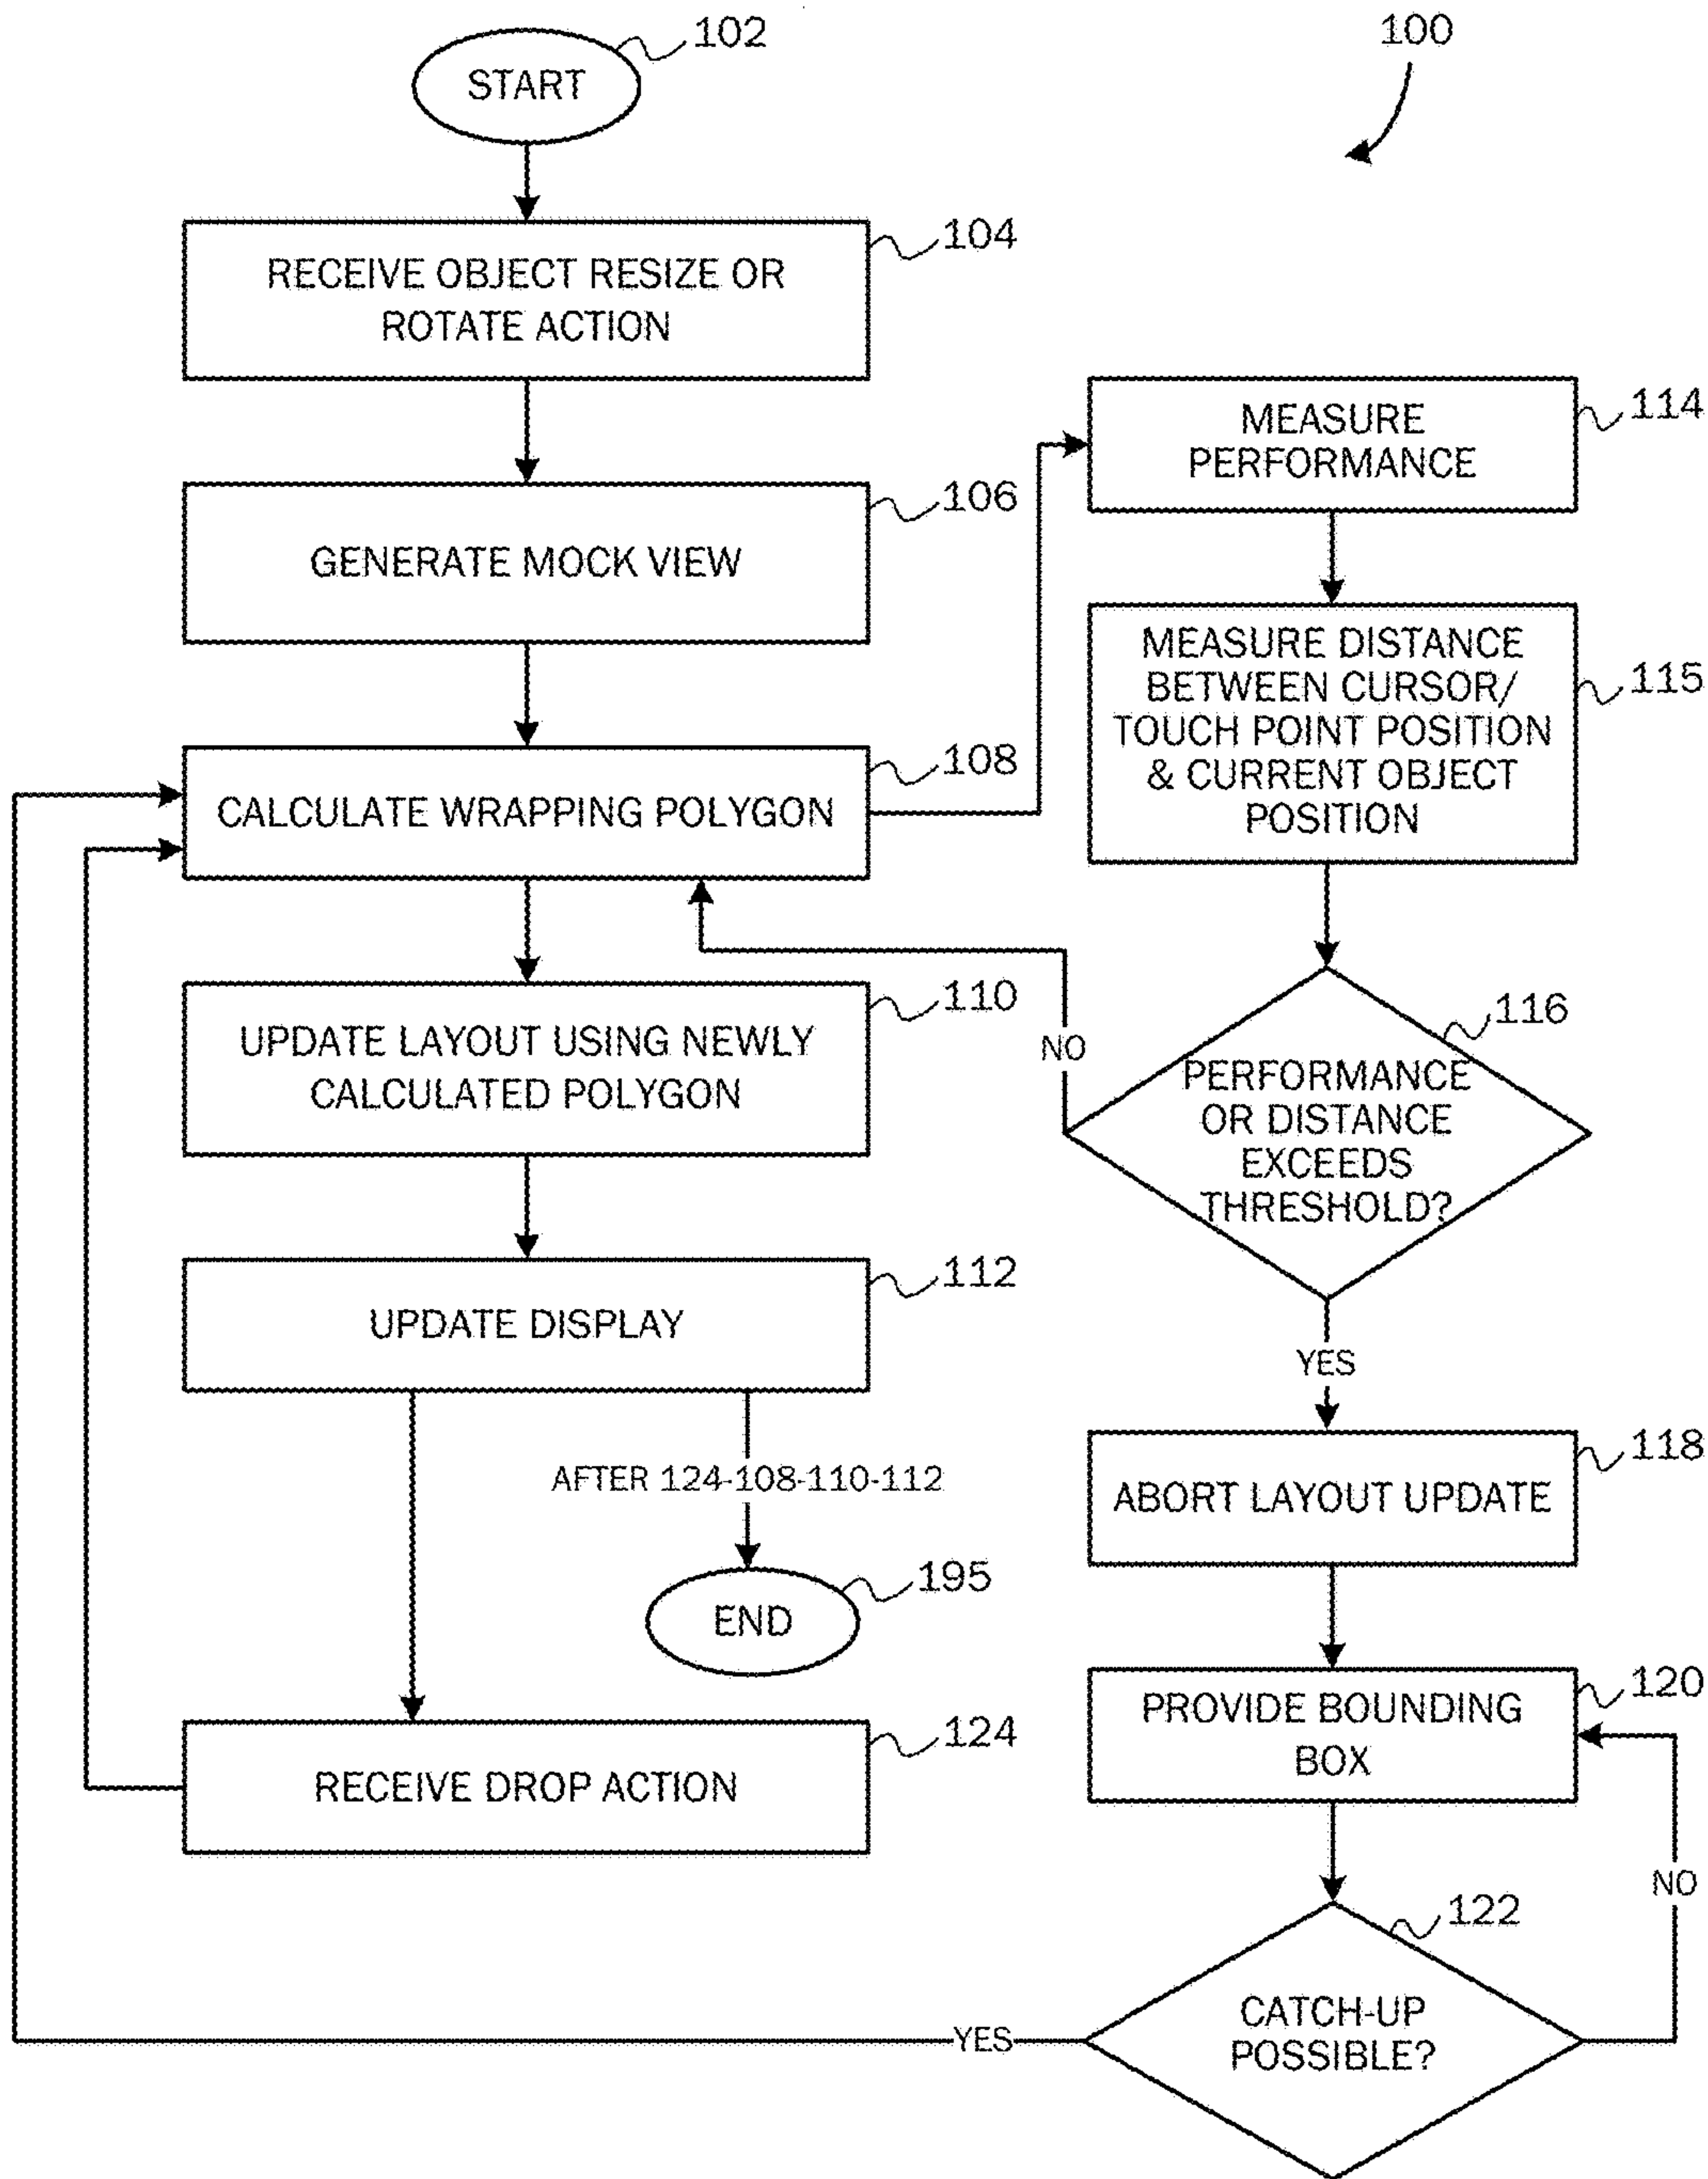 102
100
START
104
RECEIVE OBJECT RESIZE OR
ROTATE ACTION
106
GENERATE MOCK VIEW
108
CALCULATE WRAPPING POLYGON
110
UPDATE LAYOUT USING NEWLY
CALCULATED POLYGON
112
UPDATE DISPLAY
AFTER 124-108-110-112
195
END
124
RECEIVE DROP ACTION
114
MEASURE
PERFORMANCE
115
MEASURE DISTANCE
BETWEEN CURSOR/
TOUCH POINT POSITION
& CURRENT OBJECT
POSITION
116
NO
PERFORMANCE
OR DISTANCE
EXCEEDS
THRESHOLD?
YES
118
ABORT LAYOUT UPDATE
120
PROVIDE BOUNDING
BOX
NO
122
CATCH-UP
POSSIBLE?
YES